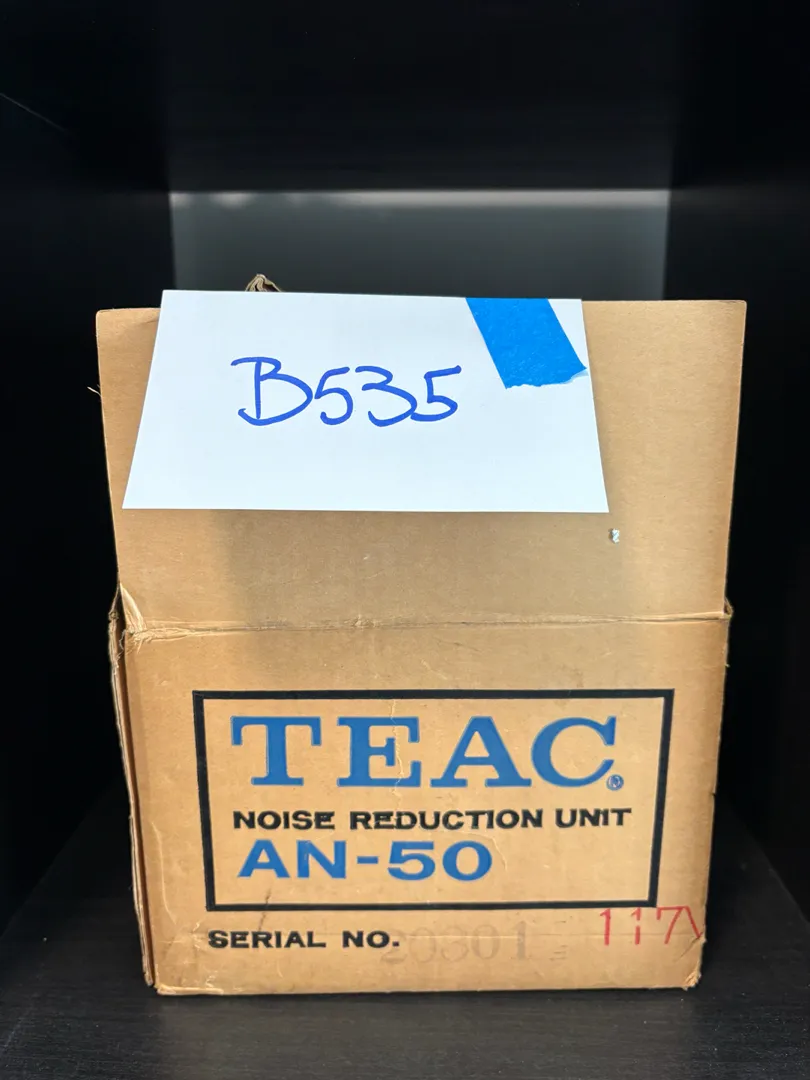 B535
TEAC®
NOISE REDUCTION UNIT
AN-50
SERIAL NO. 20301
117V